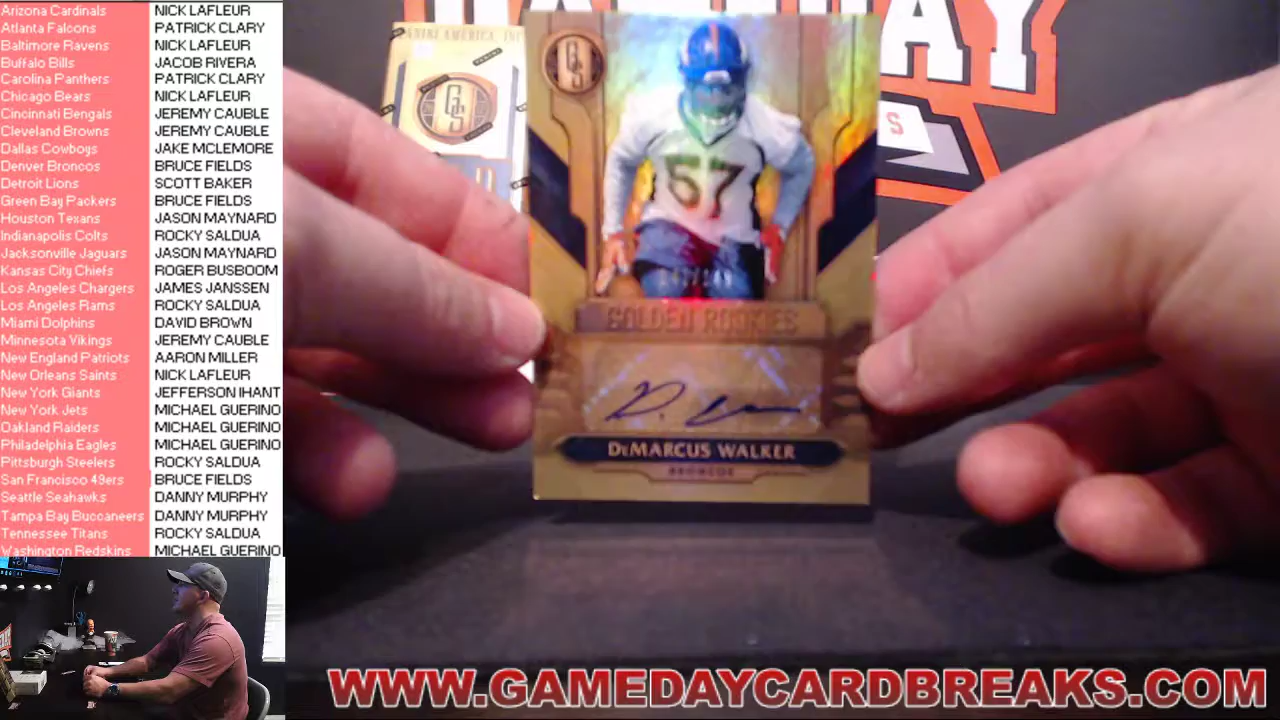 Arizona Cardinals NICK LAFLEUR
Atlanta Falcons PATRICK CLARY
Baltimore Ravens NICK LAFLEUR
Buffalo Bills JACOB RIVERA
Carolina Panthers PATRICK CLARY
Chicago Bears NICK LAFLEUR
Cincinnati Bengals JEREMY CAUBLE
Cleveland Browns JEREMY CAUBLE
Dallas Cowboys JAKE MCLEMORE
Denver Broncos BRUCE FIELDS
Detroit Lions SCOTT BAKER
Green Bay Packers BRUCE FIELDS
Houston Texans JASON MAYNARD
Indianapolis Colts ROCKY SALDUA
Jacksonville Jaguars JASON MAYNARD
Kansas City Chiefs ROGER BUSBOOM
Los Angeles Chargers JAMES JANSSEN
Los Angeles Rams ROCKY SALDUA
Miami Dolphins DAVID BROWN
Minnesota Vikings JEREMY CAUBLE
New England Patriots AARON MILLER
New Orleans Saints NICK LAFLEUR
New York Giants JEFFERSON IHANT
New York Jets MICHAEL GUERINO
Oakland Raiders MICHAEL GUERINO
Philadelphia Eagles MICHAEL GUERINO
Pittsburgh Steelers ROCKY SALDUA
San Francisco 49ers BRUCE FIELDS
Seattle Seahawks DANNY MURPHY
Tampa Bay Buccaneers DANNY MURPHY
Tennessee Titans ROCKY SALDUA
Washington Redskins MICHAEL GUERINO
PANINI AMERICA, INC
GS
GS
57
GOLDEN ROOKIES
DEMARCUS WALKER
BRONCOS
S
WWW.GAMEDAYCARDBREAKS.COM